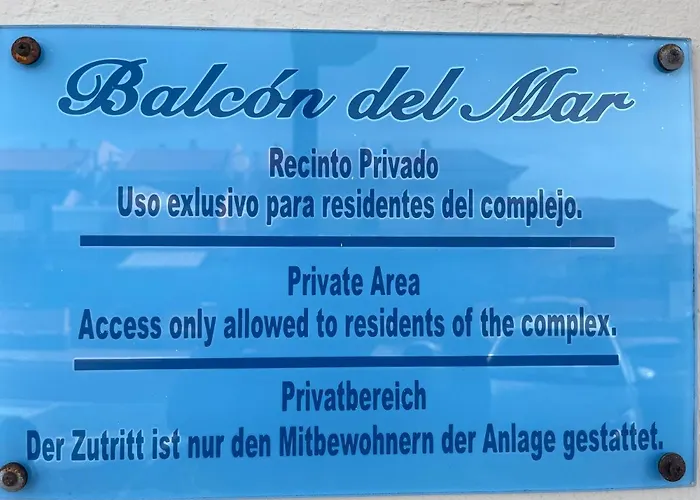 Balcón del Mar
Recinto Privado
Uso exlusivo para residentes del complejo.
Private Area
Access only allowed to residents of the complex.
Privatbereich
Der Zutritt ist nur den Mitbewohnern der Anlage gestattet.